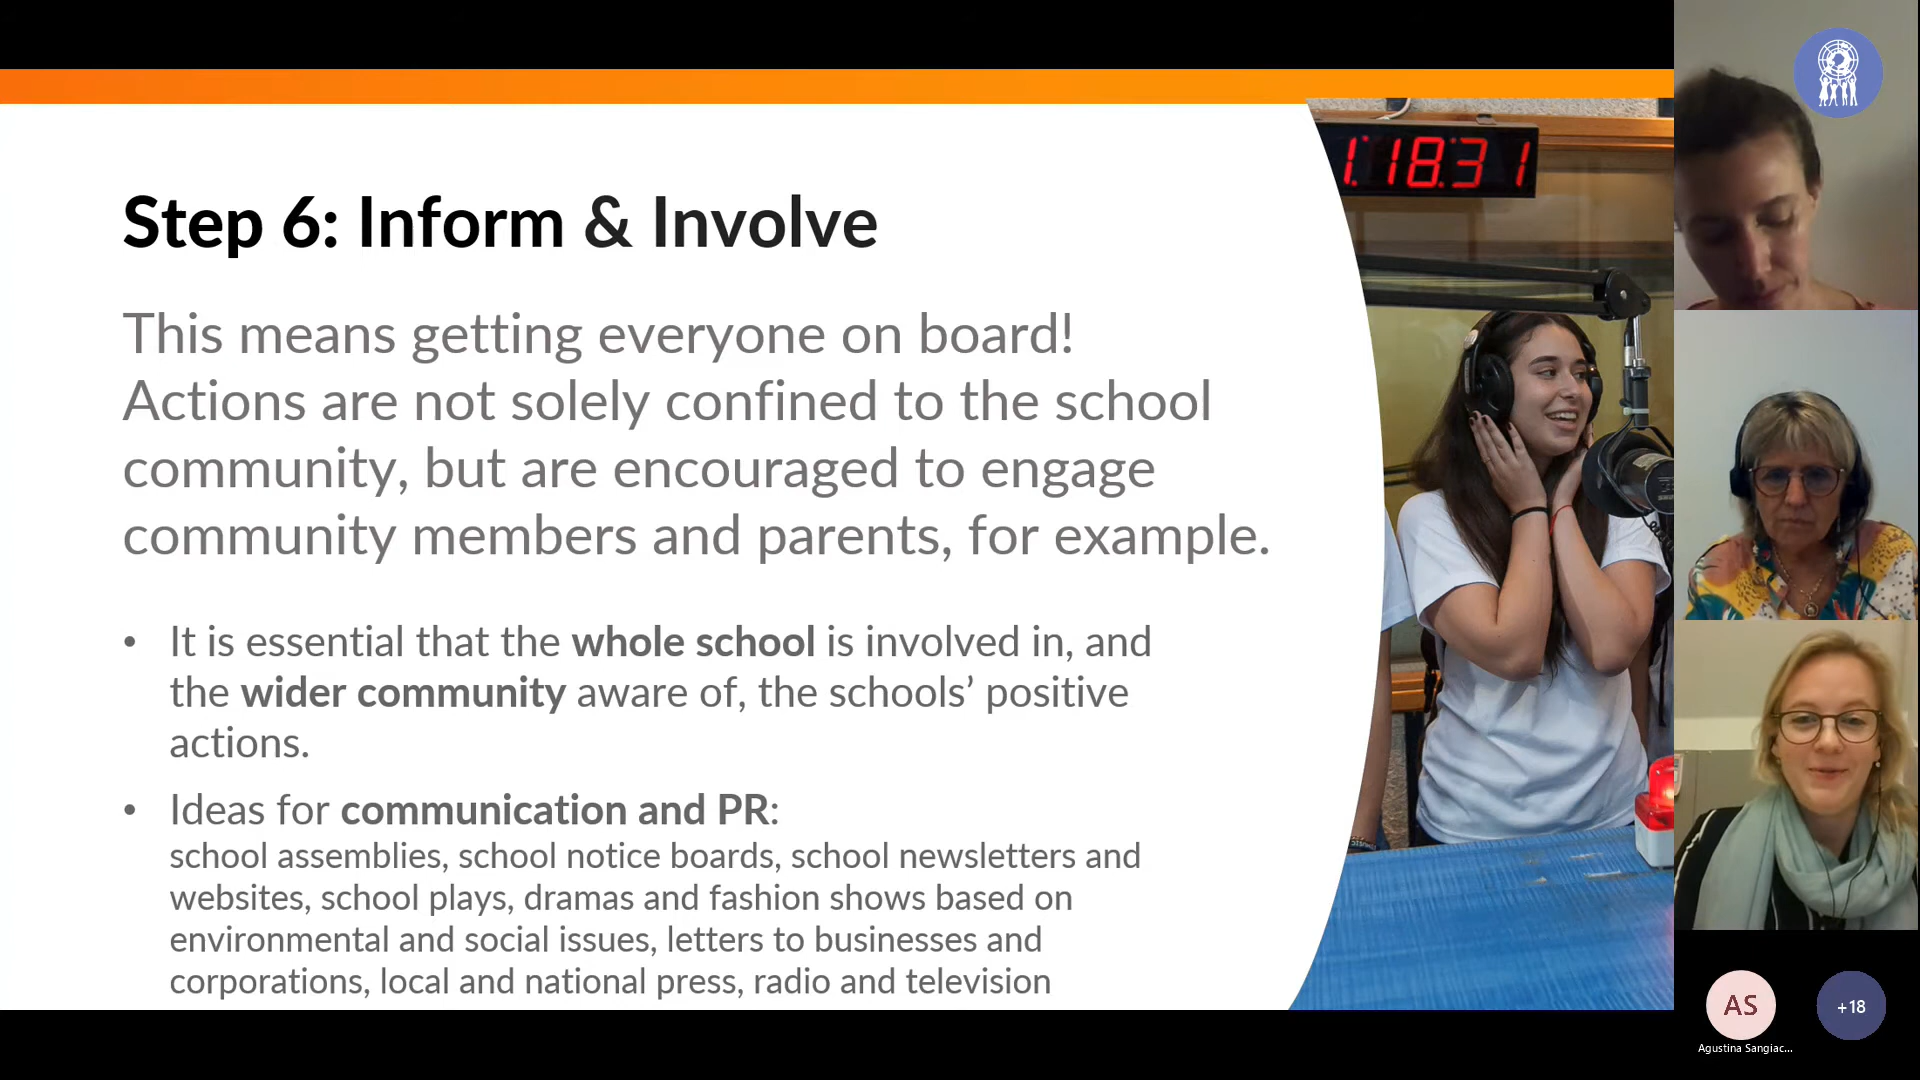 1.18.31
Step 6: Inform & Involve
This means getting everyone on board!
Actions are not solely confined to the school
community, but are encouraged to engage
community members and parents, for example.
• It is essential that the whole school is involved in, and
the wider community aware of, the schools’ positive
actions.
• Ideas for communication and PR:
school assemblies, school notice boards, school newsletters and
websites, school plays, dramas and fashion shows based on
environmental and social issues, letters to businesses and
corporations, local and national press, radio and television
AS
+18
Agustina Sangiac...